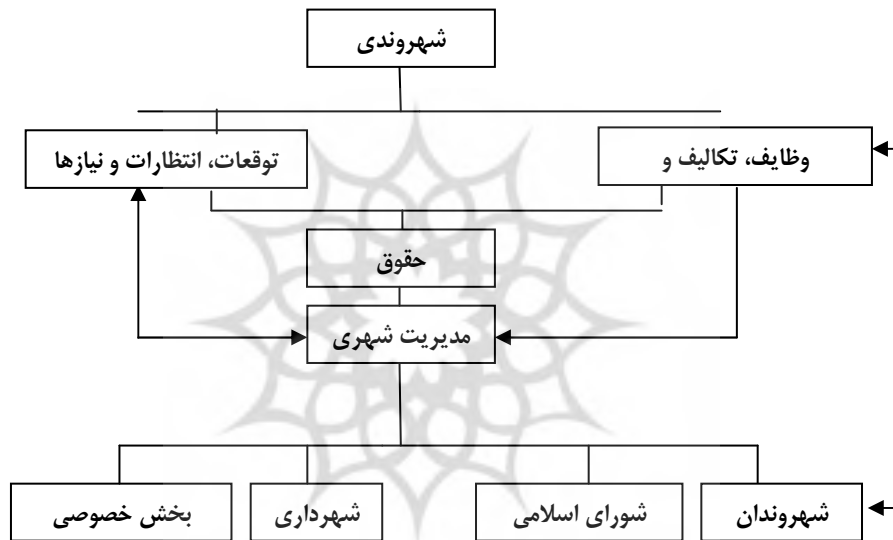 شهروندی
وظایف، تکالیف و
توقعات، انتظارات و نیازها
حقوق
مدیریت شهری
شهروندان
شورای اسلامی
شهرداری
بخش خصوصی